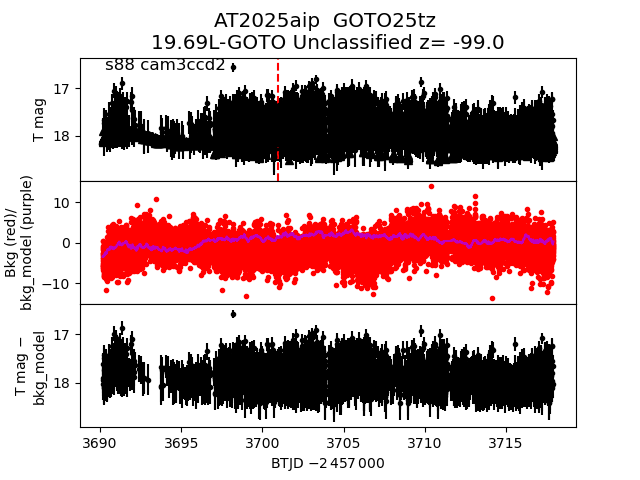 AT2025aip GOTO25tz
19.69L-GOTO Unclassified z= -99.0
s88 cam3ccd2
T mag
17
18
Bkg (red)/
bkg_model (purple)
10
0
−10
T mag −
bkg_model
17
18
3690 3695 3700 3705 3710 3715
BTJD −2 457 000